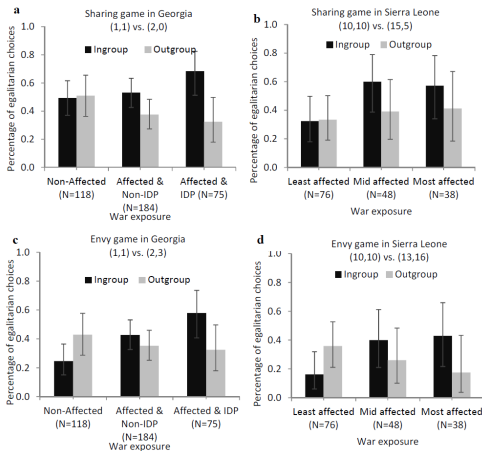 a
Sharing game in Georgia
(1,1) vs. (2,0)
Percentage of egalitarian choices
1.0
0.8
0.6
0.4
0.2
0.0
Ingroup
Outgroup
Non-Affected
(N=118)
Affected &
Non-IDP
(N=184)
Affected &
IDP (N=75)
War exposure
b
Sharing game in Sierra Leone
(10,10) vs. (15,5)
Percentage of egalitarian choices
1.0
0.8
0.6
0.4
0.2
0.0
Ingroup
Outgroup
Least affected
(N=76)
Mid affected
(N=48)
Most affected
(N=38)
War exposure
c
Envy game in Georgia
(1,1) vs. (2,3)
Percentage of egalitarian choices
1.0
0.8
0.6
0.4
0.2
0.0
Ingroup
Outgroup
Non-Affected
(N=118)
Affected &
Non-IDP
(N=184)
Affected & IDP
(N=75)
War exposure
d
Envy game in Sierra Leone
(10,10) vs. (13,16)
Percentage of egalitarian choices
1.0
0.8
0.6
0.4
0.2
0.0
Ingroup
Outgroup
Least affected
(N=76)
Mid affected
(N=48)
Most affected
(N=38)
War exposure